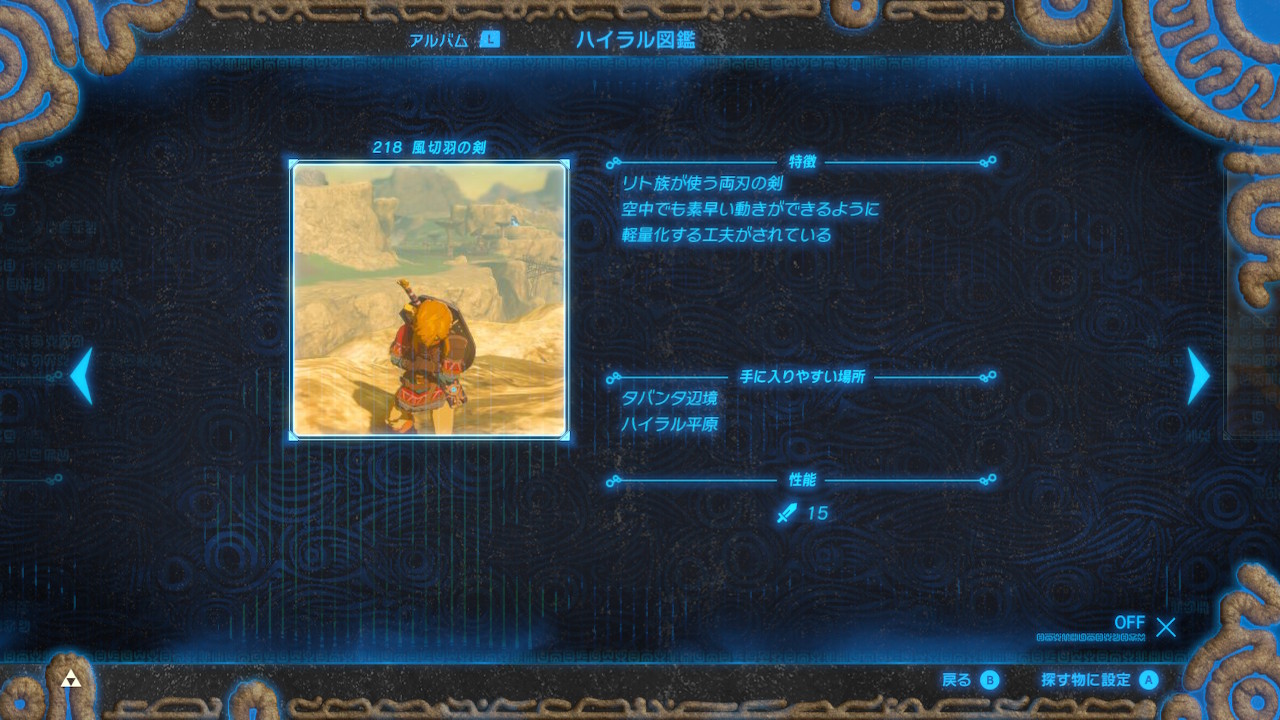 アルバム L ハイラル図鑑
218 風切羽の剣
特徴
リト族が使う両刃の剣
空中でも素早い動きができるように
軽量化する工夫がされている
手に入りやすい場所
タバンタ辺境
ハイラル平原
性能
15
OFF
戻る B 探す物に設定 A